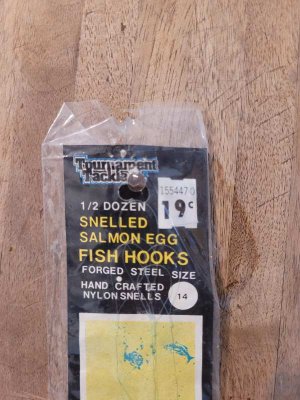 Tournament
Tackle
1554470
19¢
1/2 DOZEN
SNELLED
SALMON EGG
FISH HOOKS
FORGED STEEL SIZE
HAND CRAFTED
NYLON SNELLS 14